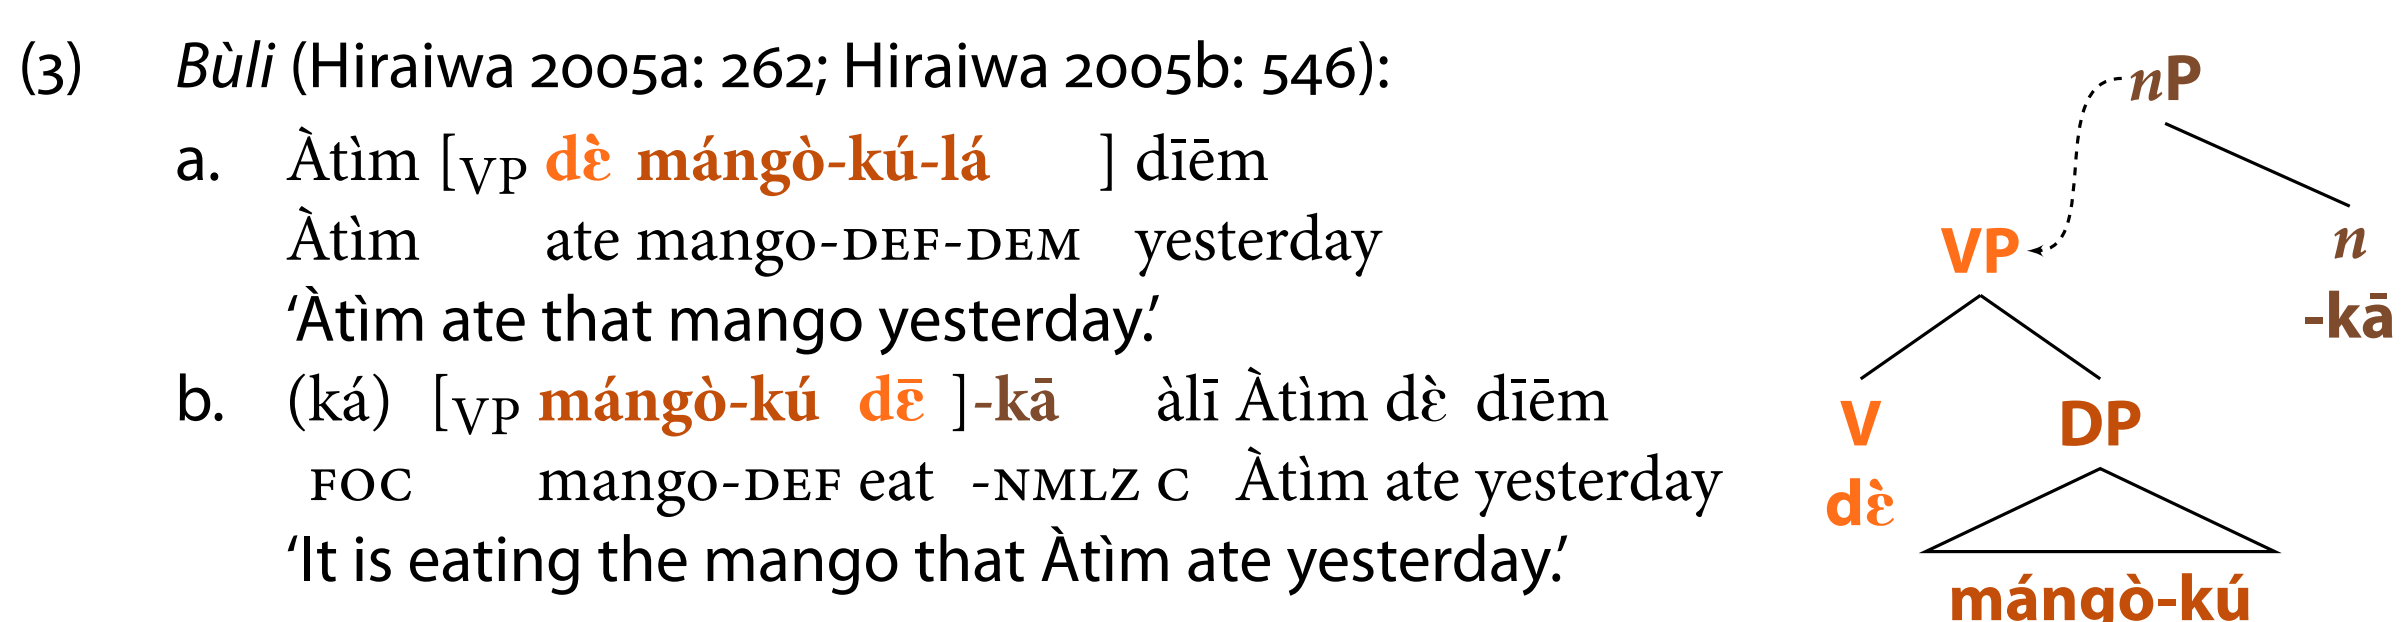 (3) Bùli (Hiraiwa 2005a: 262; Hiraiwa 2005b: 546):
a. Àtìm [VP dɛ̀ mángò-kú-lá ] dīēm
Àtìm ate mango-DEF-DEM yesterday
‘Àtìm ate that mango yesterday.’
b. (ká) [VP mángò-kú dɛ̄ ]-kā àlī Àtìm dɛ̀ dīēm
FOC mango-DEF eat -NMLZ C Àtìm ate yesterday
‘It is eating the mango that Àtìm ate yesterday.’
nP
VP n
-kā
V DP
dɛ̀
mángò-kú